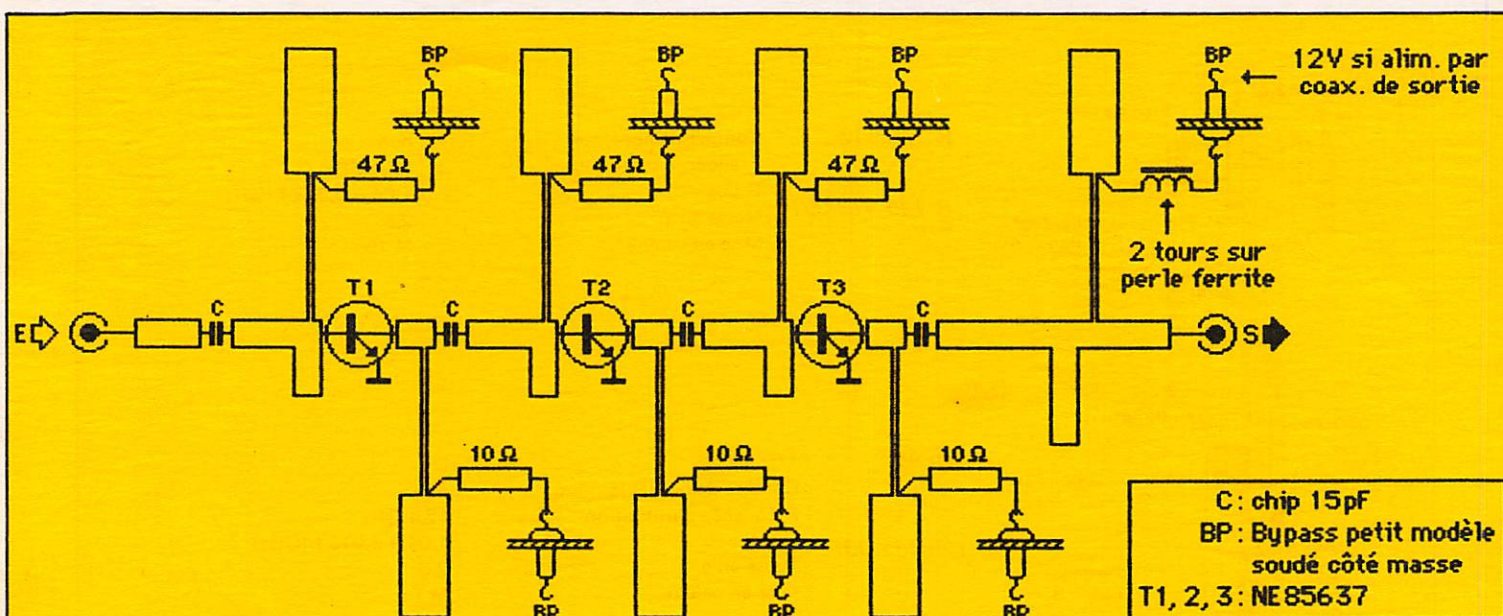 BP
BP
BP
BP
12V si alim. par
coax. de sortie
47Ω
47Ω
47Ω
2 tours sur
perle ferrite
T1
T2
T3
C
C
C
C
E
S
10Ω
10Ω
10Ω
BP
BP
BP
C: chip 15pF
BP: Bypass petit modèle
soudé côté masse
T1, 2, 3: NE85637